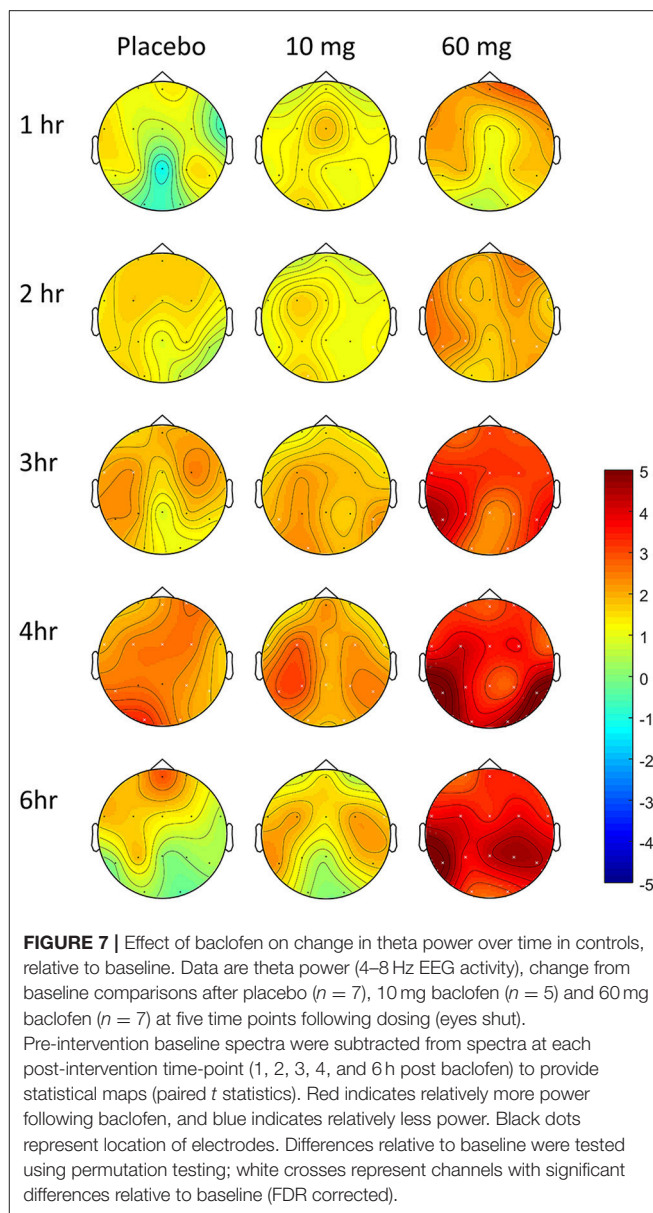 Placebo 10 mg 60 mg
1 hr
2 hr
3hr
4hr
6hr
5
4
3
2
1
0
-1
-2
-3
-4
-5
FIGURE 7 | Effect of baclofen on change in theta power over time in controls,
relative to baseline. Data are theta power (4–8 Hz EEG activity), change from
baseline comparisons after placebo (n = 7), 10 mg baclofen (n = 5) and 60 mg
baclofen (n = 7) at five time points following dosing (eyes shut).
Pre-intervention baseline spectra were subtracted from spectra at each
post-intervention time-point (1, 2, 3, 4, and 6 h post baclofen) to provide
statistical maps (paired t statistics). Red indicates relatively more power
following baclofen, and blue indicates relatively less power. Black dots
represent location of electrodes. Differences relative to baseline were tested
using permutation testing; white crosses represent channels with significant
differences relative to baseline (FDR corrected).